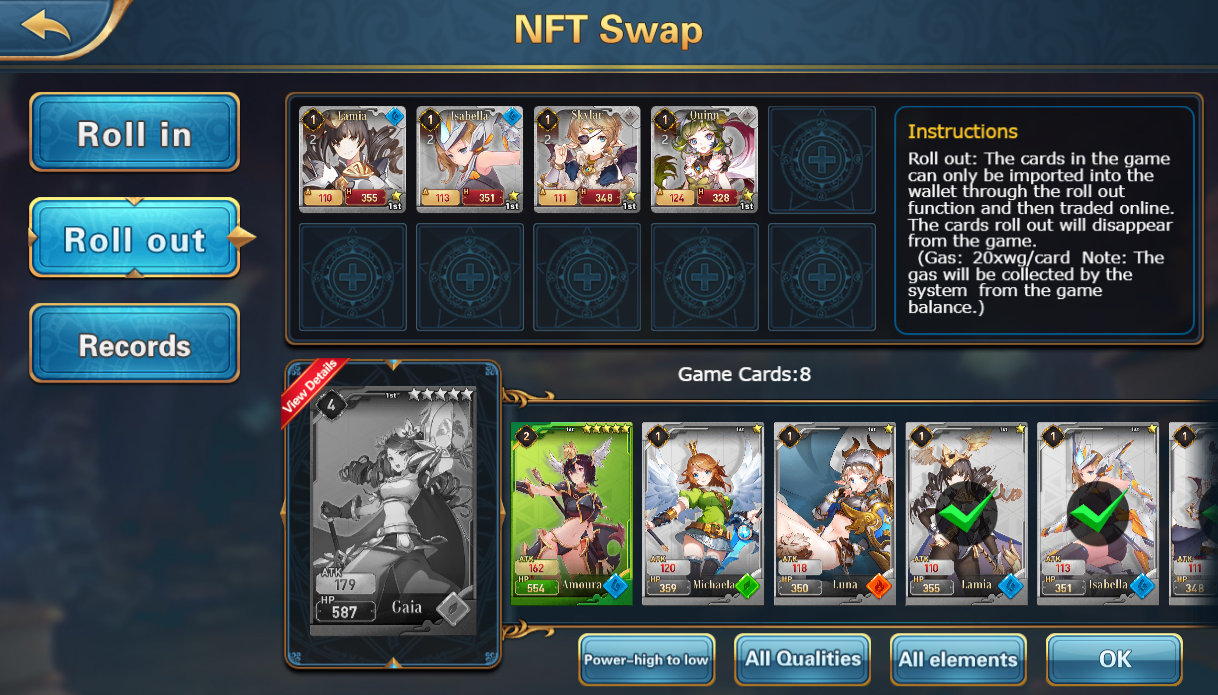 NFT Swap
Roll in
Roll out
Records
1 Lamia
2
110 H 355
1st
1 Isabella
2
113 H 351
1st
1 Skylar
2
111 H 348
1st
1 Quinn
2
124 H 328
1st
Instructions
Roll out: The cards in the game
can only be imported into the
wallet through the roll out
function and then traded online.
The cards roll out will disappear
from the game.
(Gas: 20xwg/card Note: The
gas will be collected by the
system from the game
balance.)
Game Cards:8
View Details
4
1st
ATK
179
HP
587
Gaia
2
1st
ATK
162
HP
554
Amoura
1
1st
ATK
120
HP
359
Michaela
1
1st
ATK
118
HP
350
Luna
1
1st
ATK
110
HP
355
Lamia
1
1st
ATK
113
HP
351
Isabella
1
ATK
111
HP
348
Power-high to low
All Qualities
All elements
OK